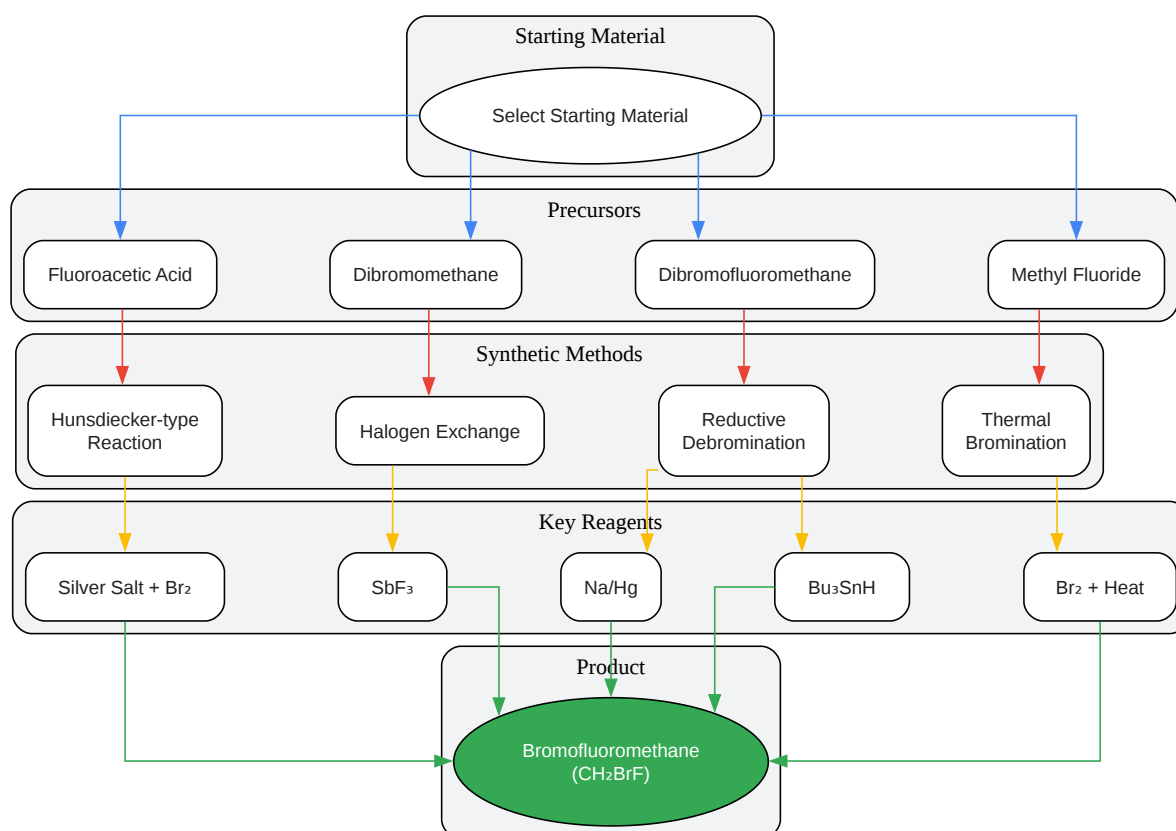 Starting Material
Select Starting Material
Precursors
Fluoroacetic Acid
Dibromomethane
Dibromofluoromethane
Methyl Fluoride
Synthetic Methods
Hunsdiecker-type
Reaction
Halogen Exchange
Reductive
Debromination
Thermal
Bromination
Key Reagents
Silver Salt + Br₂
SbF₃
Na/Hg
Bu₃SnH
Br₂ + Heat
Product
Bromofluoromethane
(CH₂BrF)